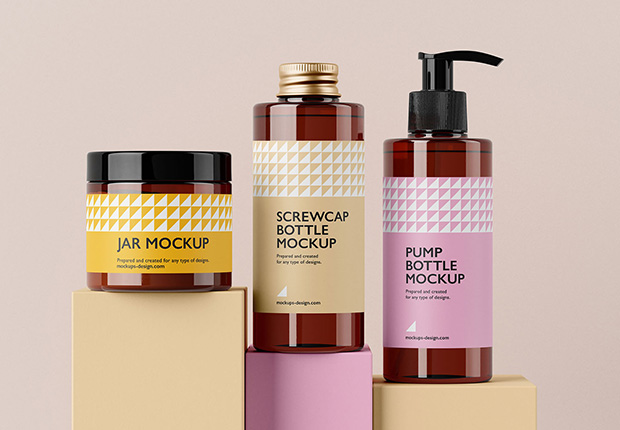 JAR MOCKUP
Prepared and created for any type of designs.
mockups-design.com
SCREWCAP
BOTTLE
MOCKUP
Prepared and created
for any type of designs.
mockups-design.com
PUMP
BOTTLE
MOCKUP
Prepared and created
for any type of designs.
mockups-design.com